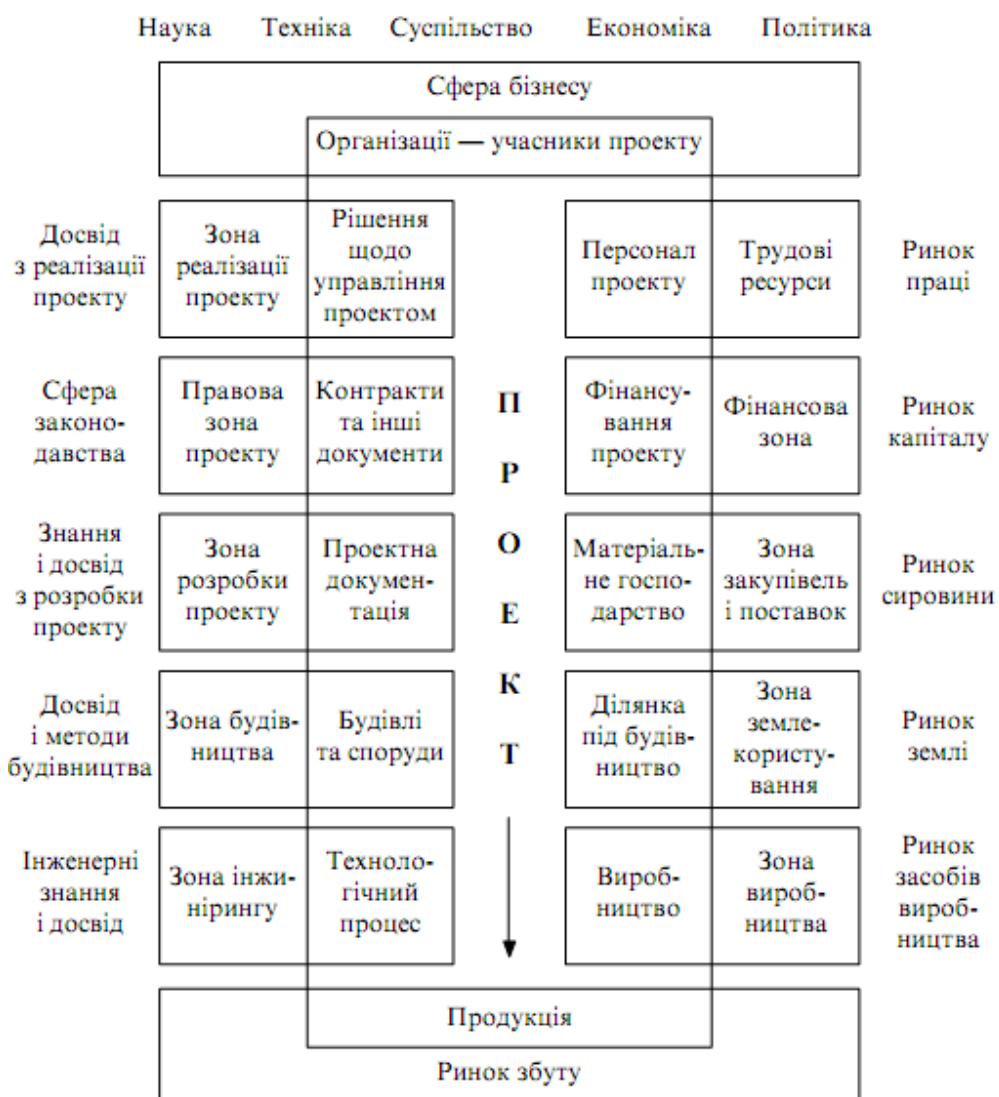 Наука Техніка Суспільство Економіка Політика
Сфера бізнесу
Організації — учасники проекту
Досвід
з реалізації
проекту
Зона
реалізації
проекту
Рішення
щодо
управління
проектом
Персонал
проекту
Трудові
ресурси
Ринок
праці
Сфера
законо-
давства
Правова
зона
проекту
Контракти
та інші
документи
Фінансу-
вання
проекту
Фінансова
зона
Ринок
капіталу
Знання
і досвід
з розробки
проекту
Зона
розробки
проекту
Проектна
докумен-
тація
Матеріаль-
не госпо-
дарство
Зона
закупівель
і поставок
Ринок
сировини
Досвід
і методи
будівництва
Зона будів-
ництва
Будівлі
та споруди
Ділянка
під будів-
ництво
Зона
земле-
користу-
вання
Ринок
землі
Інженерні
знання
і досвід
Зона інжи-
нірингу
Техноло-
гічний
процес
Вироб-
ництво
Зона
вироб-
ництва
Ринок
засобів
вироб-
ництва
П
Р
О
Е
К
Т
Продукція
Ринок збуту